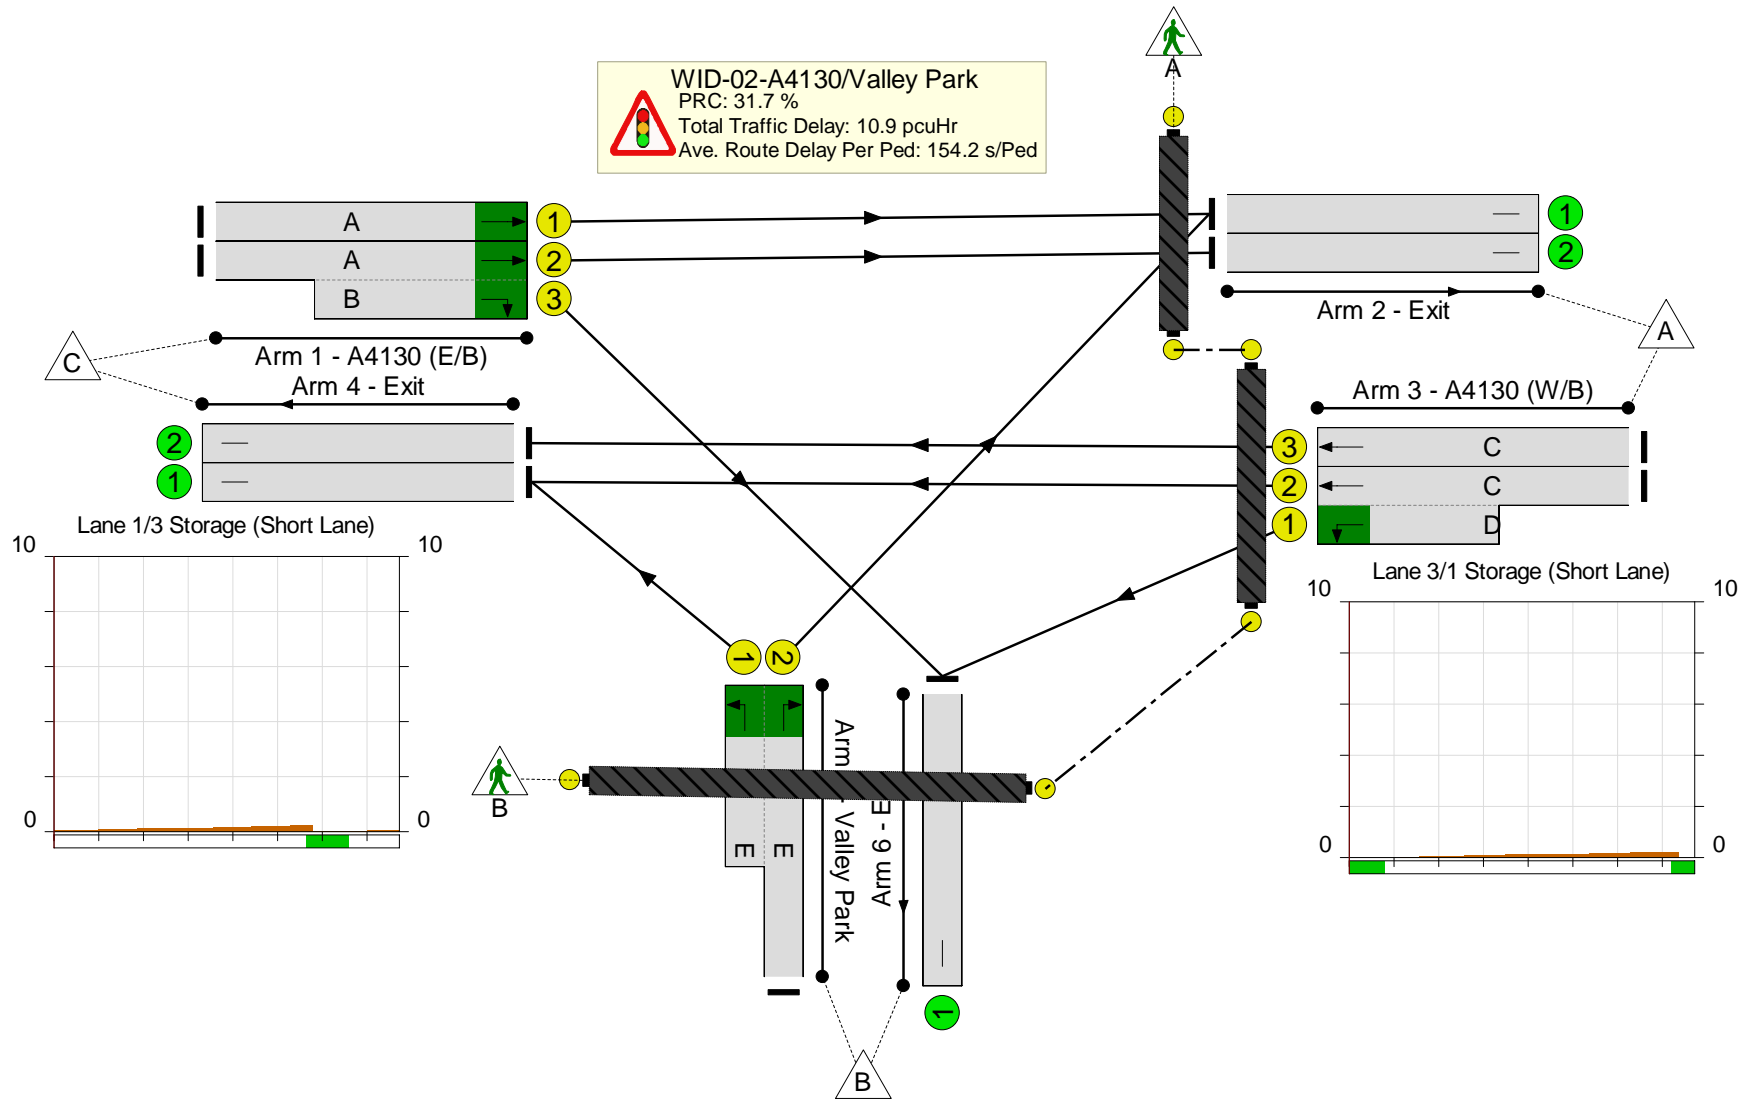 A
WID-02-A4130/Valley Park
PRC: 31.7 %
Total Traffic Delay: 10.9 pcuHr
Ave. Route Delay Per Ped: 154.2 s/Ped
A
1
A
2
B
3
1
2
Arm 2 - Exit
A
C
Arm 1 - A4130 (E/B)
Arm 4 - Exit
Arm 3 - A4130 (W/B)
2
1
3
C
2
C
1
D
Lane 1/3 Storage (Short Lane)
10
10
0
0
Lane 3/1 Storage (Short Lane)
10
10
0
0
1
2
E
E
Arm
Valley Park
Arm 6 - E
B
1
B